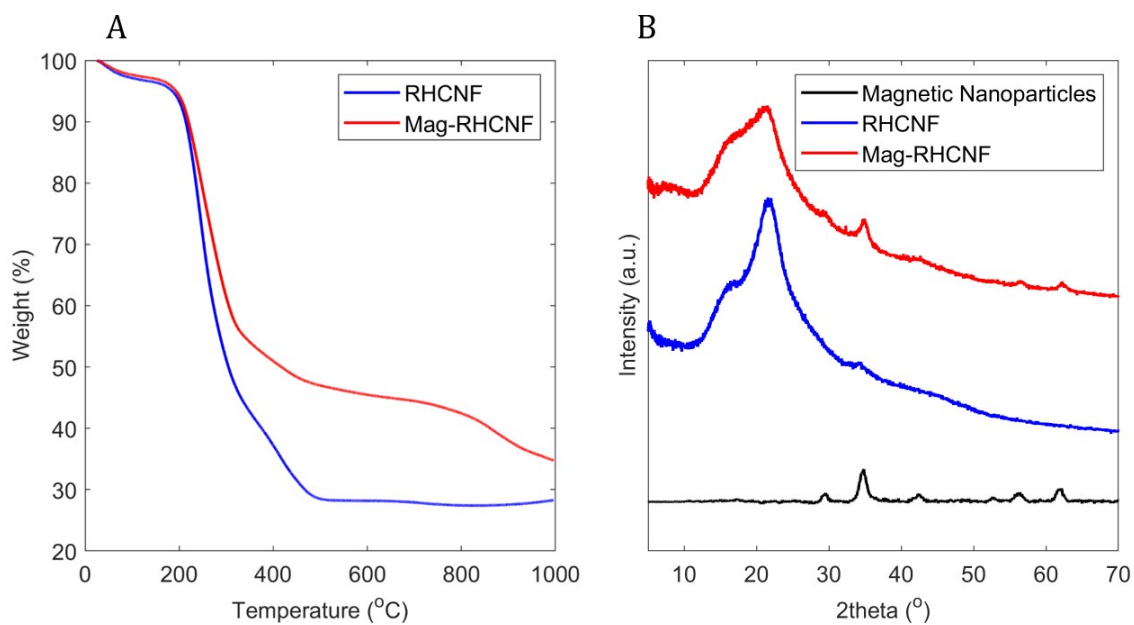 A
B
100
90
80
70
60
50
40
30
20
Weight (%)
RHCNF
Mag-RHCNF
0
200
400
600
800
1000
Temperature (°C)
Intensity (a.u.)
Magnetic Nanoparticles
RHCNF
Mag-RHCNF
10
20
30
40
50
60
70
2theta (°)